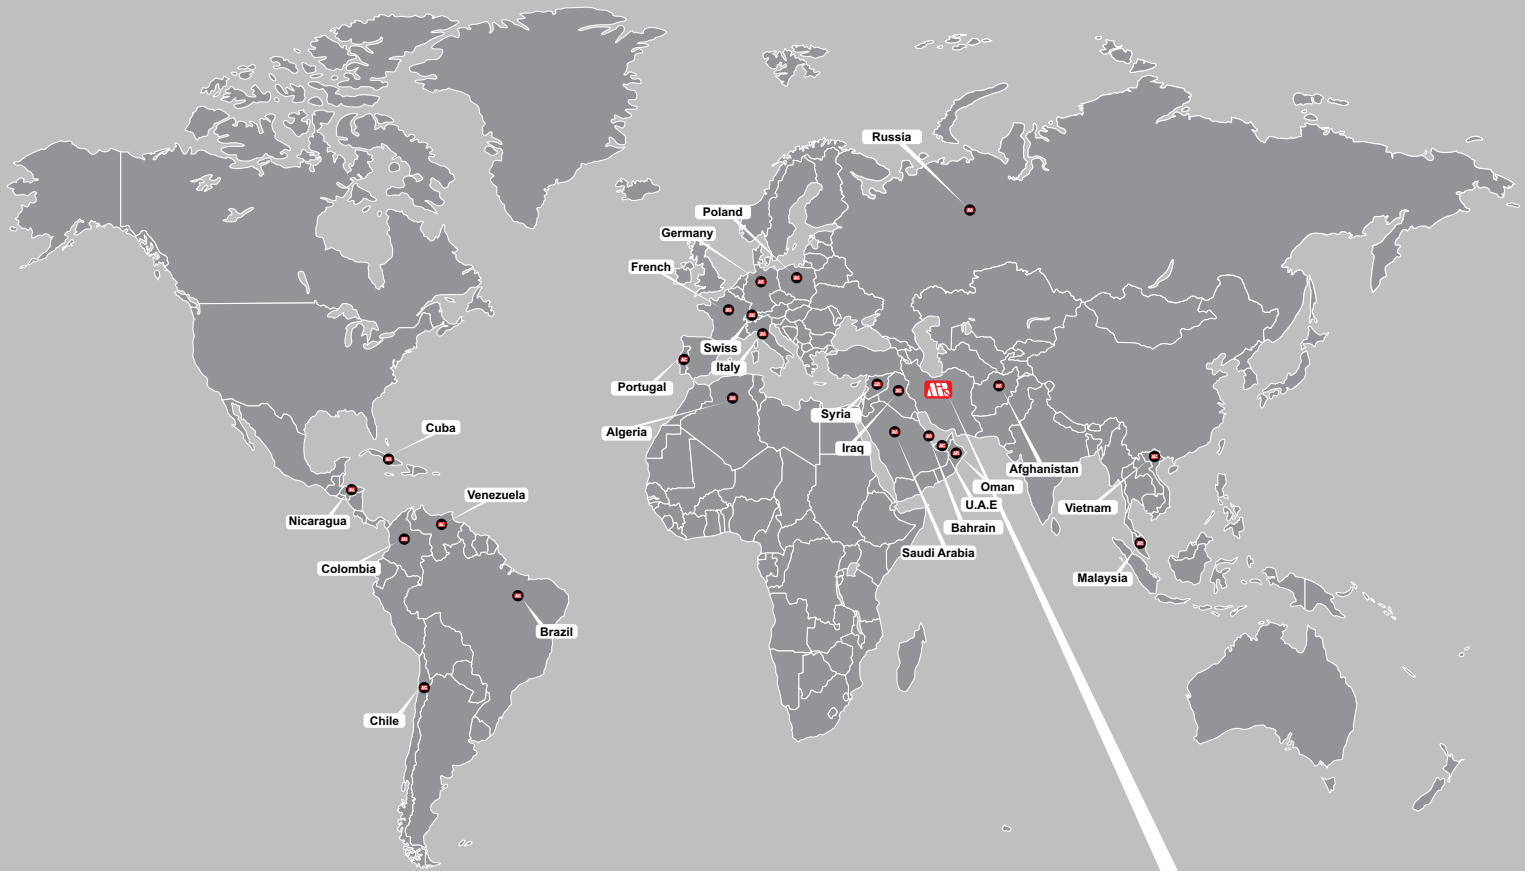 Russia
Poland
Germany
French
Swiss
Italy
Portugal
Algeria
Syria
Iraq
Cuba
Nicaragua
Venezuela
Colombia
Brazil
Chile
Afghanistan
Oman
U.A.E
Bahrain
Saudi Arabia
Vietnam
Malaysia